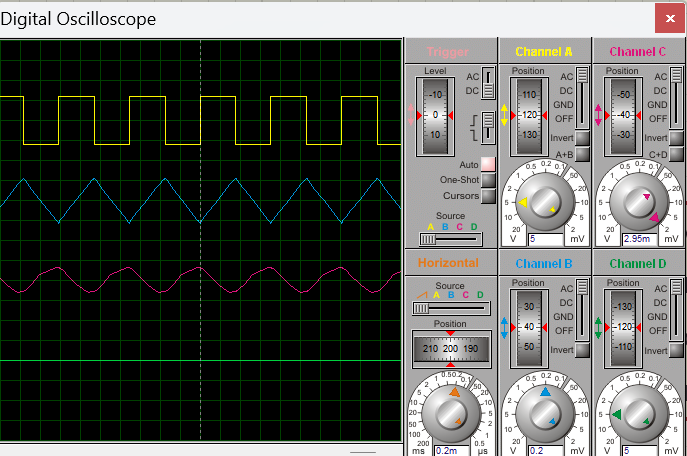 Digital Oscilloscope
Trigger
Level
AC
DC
-10
0
10
Auto
One-Shot
Cursors
Source
A B C D
Channel A
Position
AC
DC
GND
OFF
110
120
130
Invert
A+B
0.5 0.2 0.1
1 50
2 20
5 10
10 5
20 2
V 5 mV
Channel C
Position
AC
DC
GND
OFF
-50
-40
-30
Invert
C+D
0.5 0.2 0.1
1 50
2 20
5 10
10 5
20 2
V 2.95m mV
Horizontal
Source
A B C D
Position
210 200 190
1 0.5 0.2 0.1
2 50
5 20
10 10
20 5
50 2
100 1
200 0.5
ms 0.2m µs
Channel B
Position
AC
DC
GND
OFF
30
40
50
Invert
0.5 0.2 0.1
1 50
2 20
5 10
10 5
20 2
V 0.2 mV
Channel D
Position
AC
DC
GND
OFF
-130
-120
-110
Invert
0.5 0.2 0.1
1 50
2 20
5 10
10 5
20 2
V 5 mV